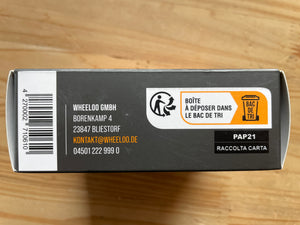 4 270002 710610
WHEELOO GMBH
BORENKAMP 4
23847 BLIESTORF
KONTAKT@WHEELOO.DE
04501 222 999 0
BOÎTE
À DÉPOSER DANS
LE BAC DE TRI
BAC
DE
TRI
PAP21
RACCOLTA CARTA